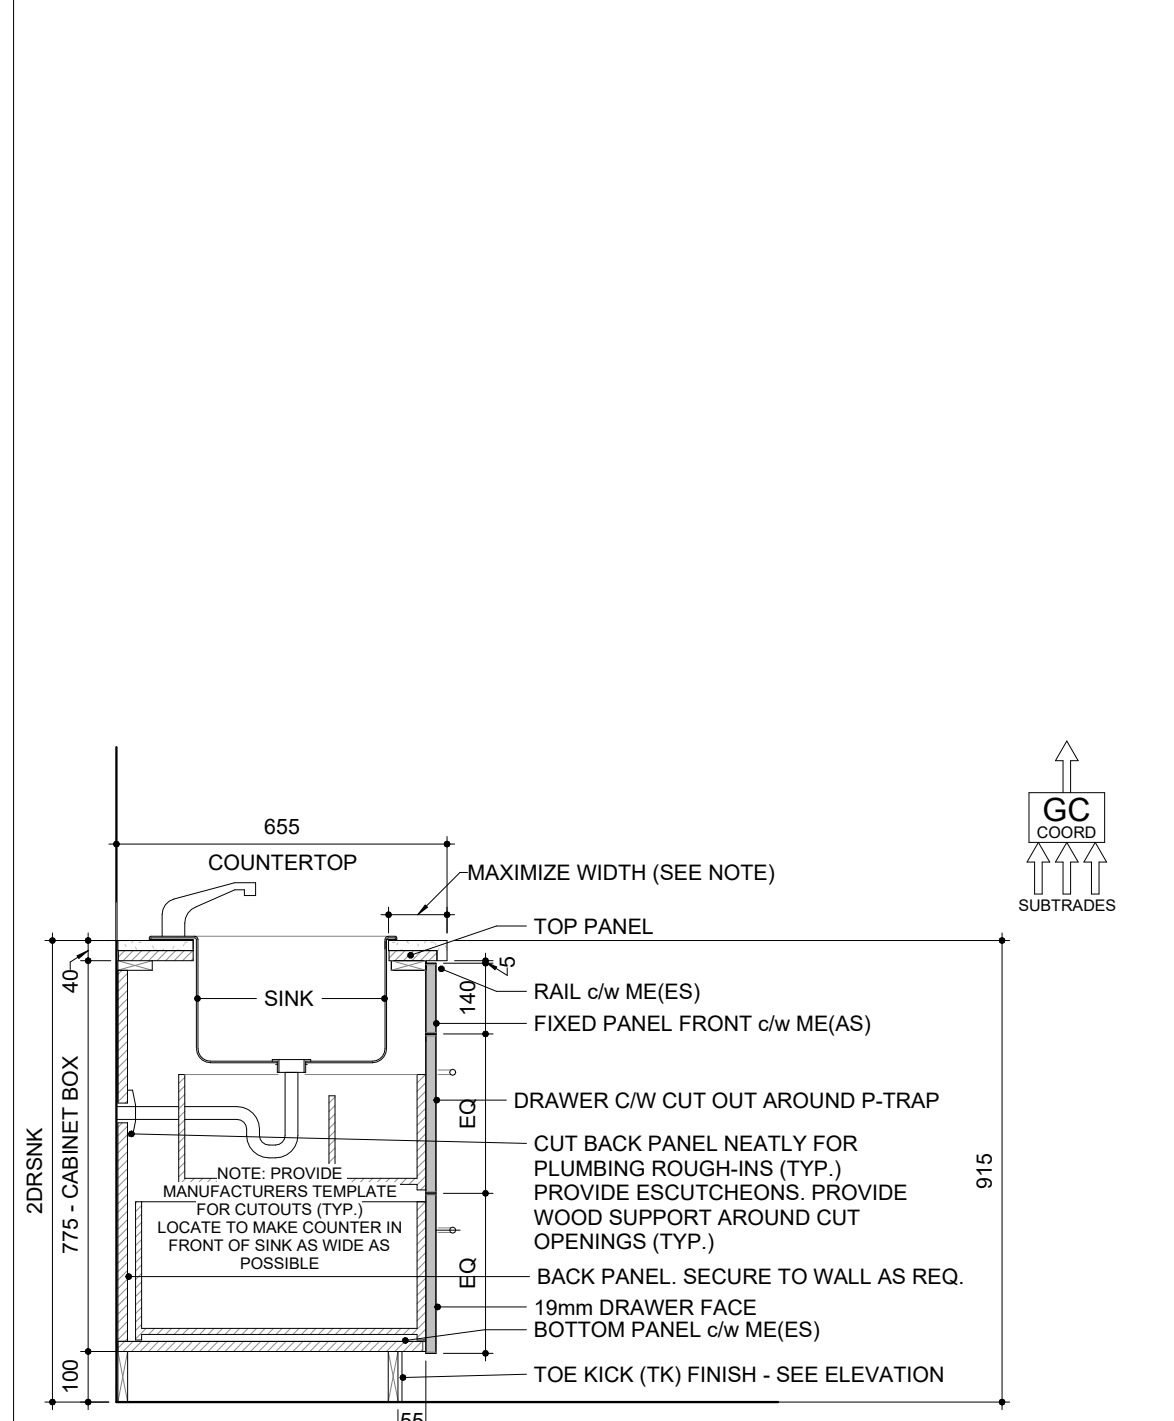 GC
COORD
SUBTRADES
655
COUNTERTOP
MAXIMIZE WIDTH (SEE NOTE)
TOP PANEL
40
5
140
RAIL c/w ME(ES)
SINK
FIXED PANEL FRONT c/w ME(AS)
DRAWER C/W CUT OUT AROUND P-TRAP
EQ
CUT BACK PANEL NEATLY FOR
PLUMBING ROUGH-INS (TYP.)
PROVIDE ESCUTCHEONS. PROVIDE
WOOD SUPPORT AROUND CUT
OPENINGS (TYP.)
2DRSNK
775 - CABINET BOX
915
NOTE: PROVIDE
MANUFACTURERS TEMPLATE
FOR CUTOUTS (TYP.)
LOCATE TO MAKE COUNTER IN
FRONT OF SINK AS WIDE AS
POSSIBLE
EQ
BACK PANEL. SECURE TO WALL AS REQ.
19mm DRAWER FACE
BOTTOM PANEL c/w ME(ES)
100
TOE KICK (TK) FINISH - SEE ELEVATION
55